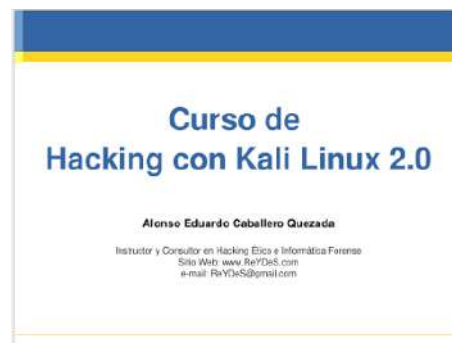 Curso de
Hacking con Kali Linux 2.0
Alonso Eduardo Caballero Quezada
Instructor y Consultor en Hacking Ético e Informática Forense
Sitio Web: www.ReYDeS.com
e-mail: ReYDeS@gmail.com